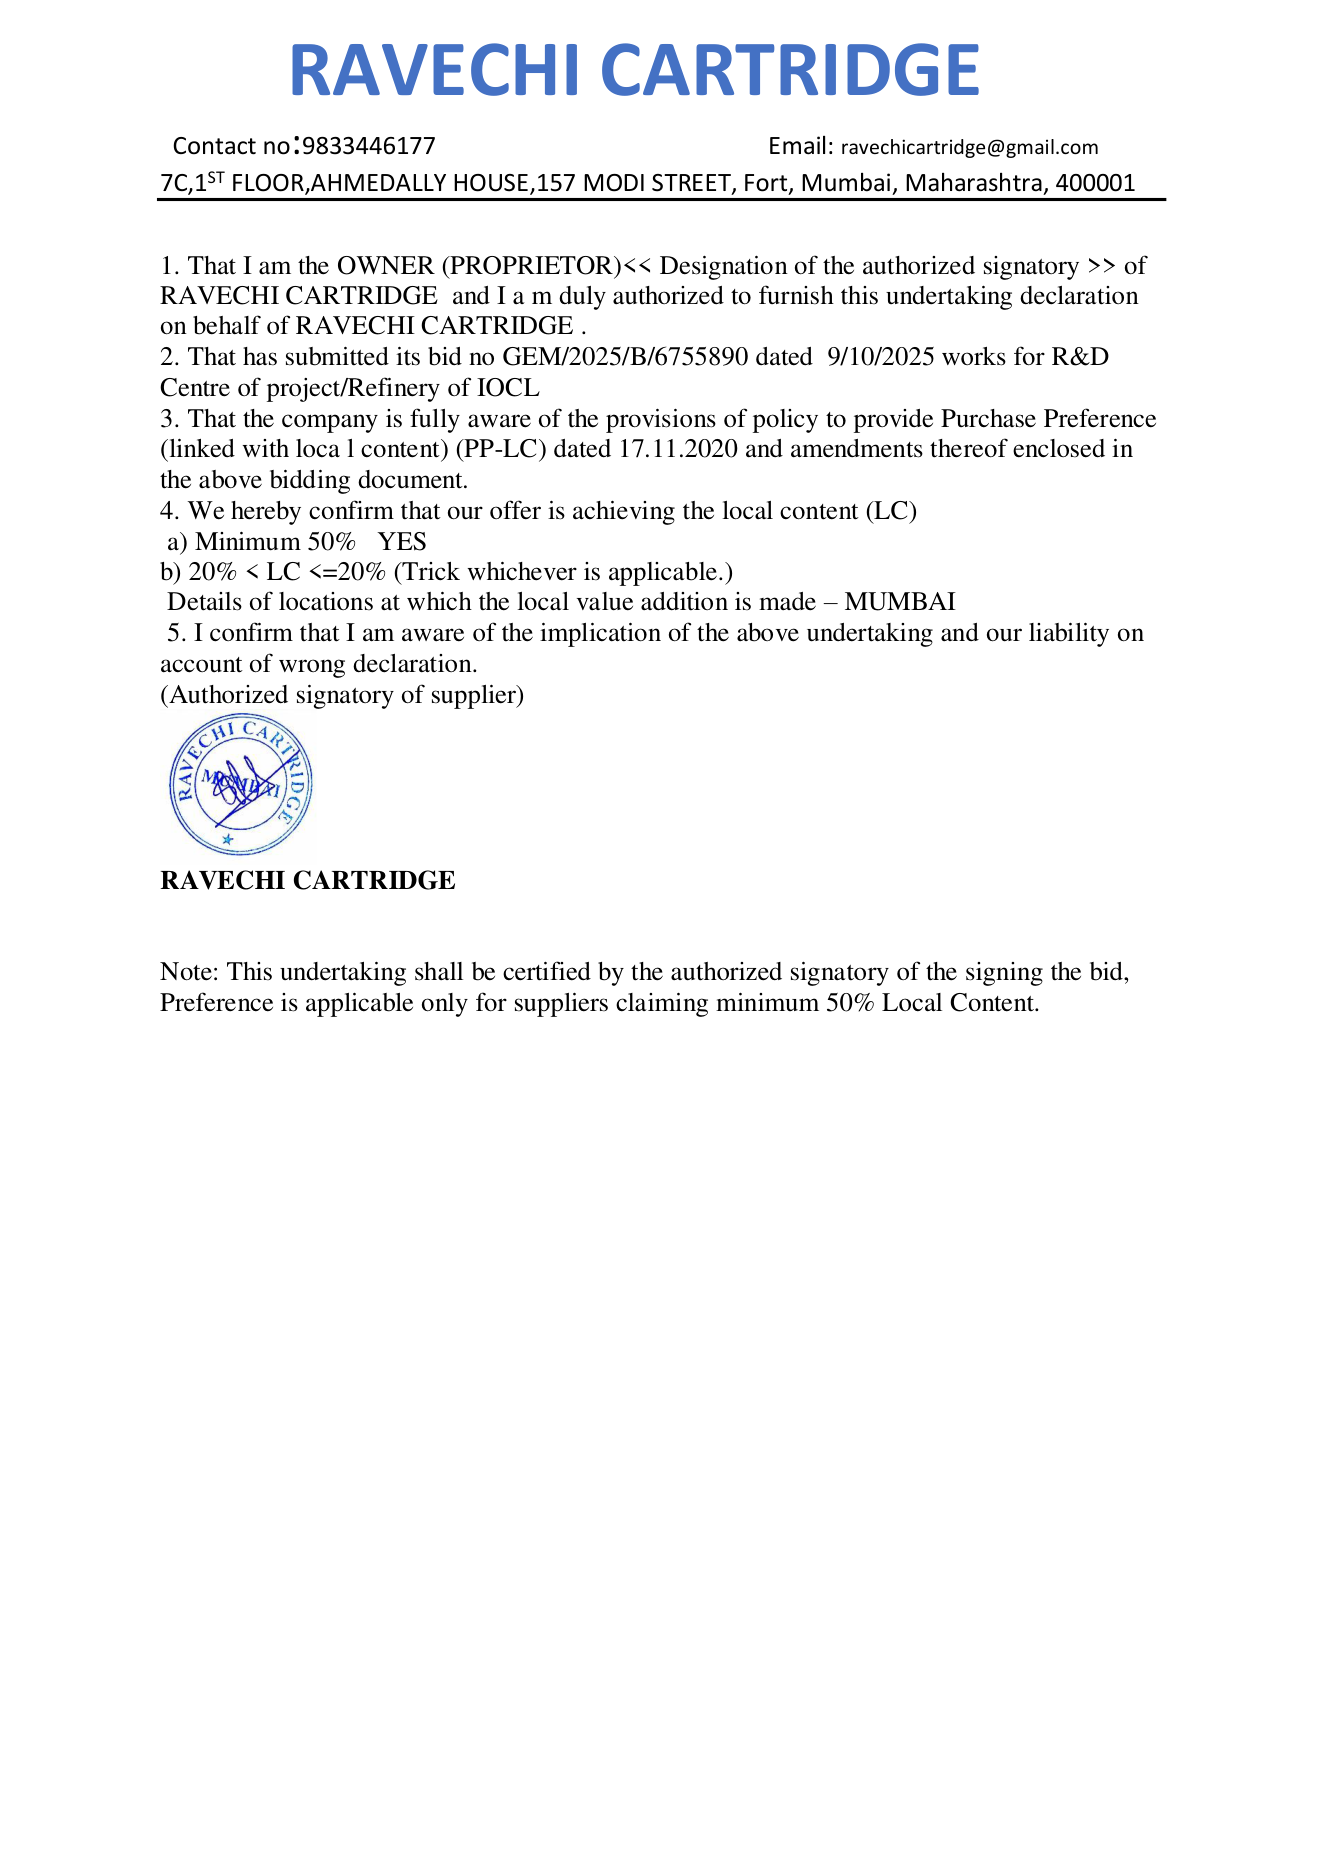 RAVECHI CARTRIDGE
Contact no:9833446177 Email: ravechicartridge@gmail.com
7C,1ST FLOOR,AHMEDALLY HOUSE,157 MODI STREET, Fort, Mumbai, Maharashtra, 400001
1. That I am the OWNER (PROPRIETOR)<< Designation of the authorized signatory >> of
RAVECHI CARTRIDGE and I a m duly authorized to furnish this undertaking declaration
on behalf of RAVECHI CARTRIDGE .
2. That has submitted its bid no GEM/2025/B/6755890 dated 9/10/2025 works for R&D
Centre of project/Refinery of IOCL
3. That the company is fully aware of the provisions of policy to provide Purchase Preference
(linked with loca l content) (PP-LC) dated 17.11.2020 and amendments thereof enclosed in
the above bidding document.
4. We hereby confirm that our offer is achieving the local content (LC)
a) Minimum 50% YES
b) 20% < LC <=20% (Trick whichever is applicable.)
Details of locations at which the local value addition is made – MUMBAI
5. I confirm that I am aware of the implication of the above undertaking and our liability on
account of wrong declaration.
(Authorized signatory of supplier)
RAVECHI CARTRIDGE
MUMBAI
RAVECHI CARTRIDGE
Note: This undertaking shall be certified by the authorized signatory of the signing the bid,
Preference is applicable only for suppliers claiming minimum 50% Local Content.